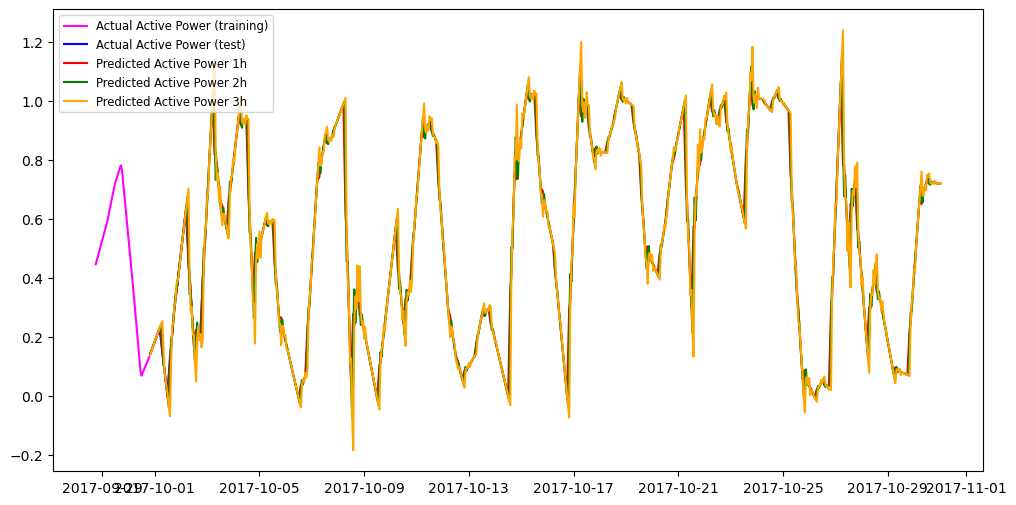 Actual Active Power (training)
Actual Active Power (test)
Predicted Active Power 1h
Predicted Active Power 2h
Predicted Active Power 3h
1.2
1.0
0.8
0.6
0.4
0.2
0.0
−0.2
2017-09-29 2017-10-01 2017-10-05 2017-10-09 2017-10-13 2017-10-17 2017-10-21 2017-10-25 2017-10-29 2017-11-01